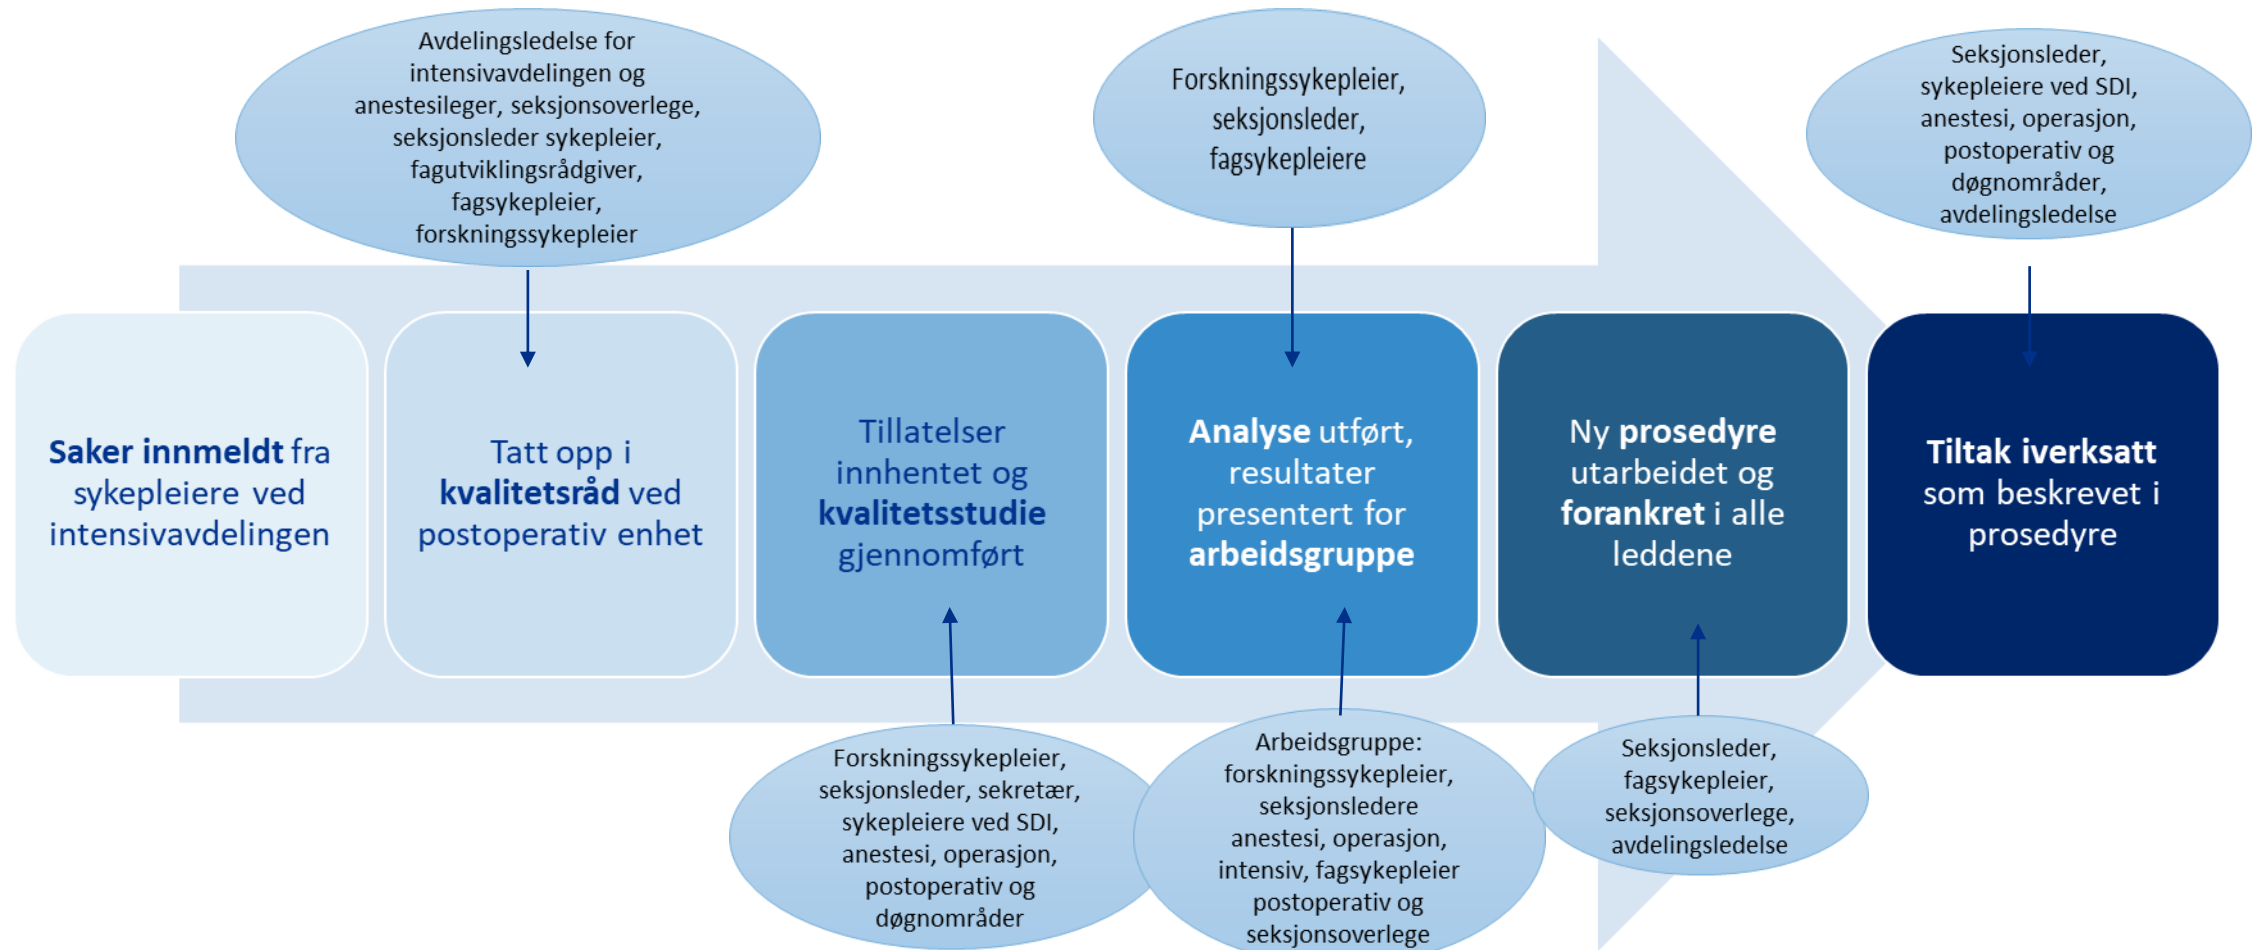 Avdelingsledelse for
intensivavdelingen og
anestesileger, seksjonsoverlege,
seksjonsleder sykepleier,
fagutviklingsrådgiver,
fagsykepleier,
forskningssykepleier
Forskningssykepleier,
seksjonsleder,
fagsykepleiere
Seksjonsleder,
sykepleiere ved SDI,
anestesi, operasjon,
postoperativ og
døgnområder,
avdelingsledelse
Saker innmeldt fra
sykepleiere ved
intensivavdelingen
Tatt opp i
kvalitetsråd ved
postoperativ enhet
Tillatelser
innhentet og
kvalitetsstudie
gjennomført
Analyse utført,
resultater
presentert for
arbeidsgruppe
Ny prosedyre
utarbeidet og
forankret i alle
leddene
Tiltak iverksatt
som beskrevet i
prosedyre
Forskningssykepleier,
seksjonsleder, sekretær,
sykepleiere ved SDI,
anestesi, operasjon,
postoperativ og
døgnområder
Arbeidsgruppe:
forskningssykepleier,
seksjonsledere
anestesi, operasjon,
intensiv, fagsykepleier
postoperativ og
seksjonsoverlege
Seksjonsleder,
fagsykepleier,
seksjonsoverlege,
avdelingsledelse